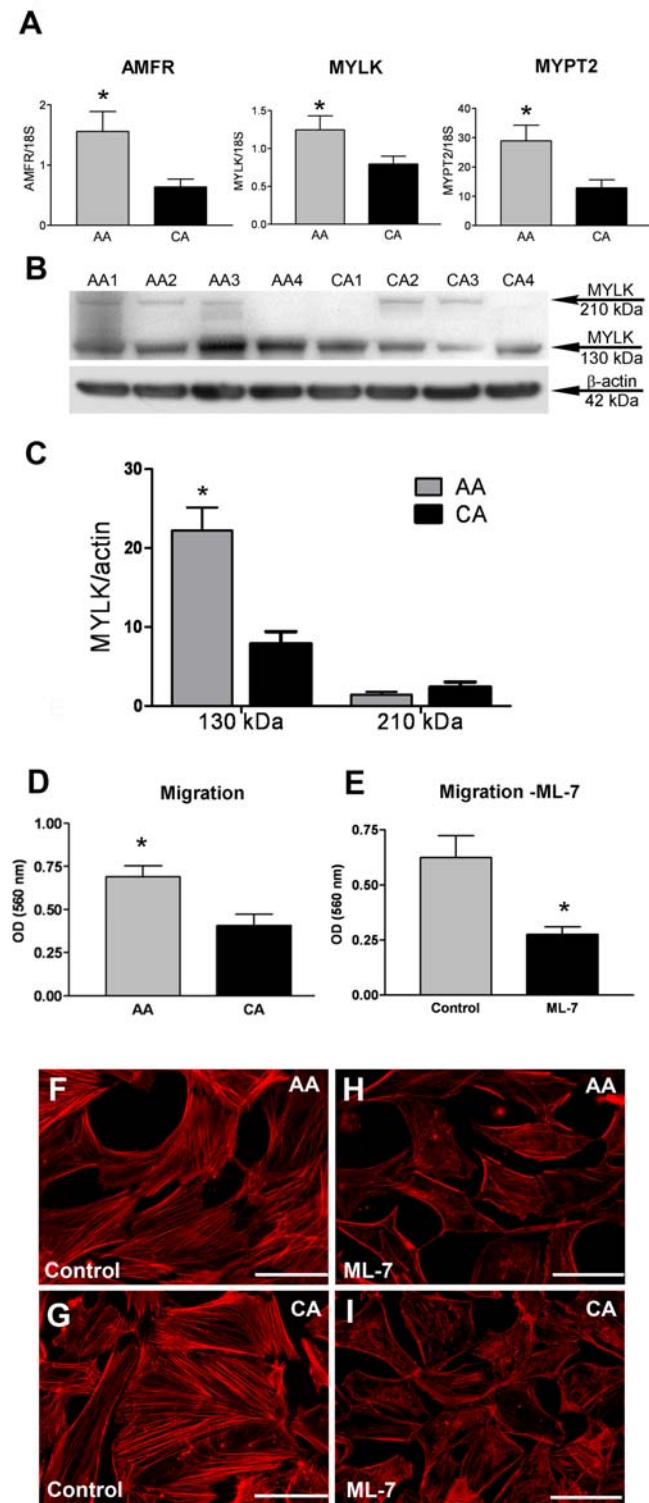 A
AMFR
MYLK
MYPT2
AMFR/18S
2
1
0
*
AA
CA
MYLK/18S
1.5
1.0
0.5
0.0
*
AA
CA
MYPT2/18S
40
30
20
10
0
*
AA
CA
B
AA1 AA2 AA3 AA4 CA1 CA2 CA3 CA4
MYLK
210 kDa
MYLK
130 kDa
β-actin
42 kDa
C
MYLK/actin
30
20
10
0
*
AA
CA
130 kDa
210 kDa
D
Migration
OD (560 nm)
1.00
0.75
0.50
0.25
0.00
*
AA
CA
E
Migration -ML-7
OD (560 nm)
0.75
0.50
0.25
0.00
*
Control
ML-7
F
AA
Control
H
AA
ML-7
G
CA
Control
I
CA
ML-7